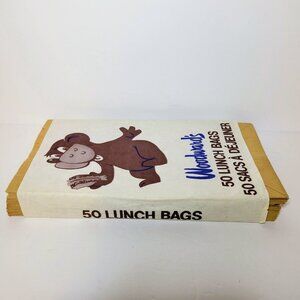 Woodward's
50 LUNCH BAGS
50 SACS À DÉJEUNER
50 LUNCH BAGS